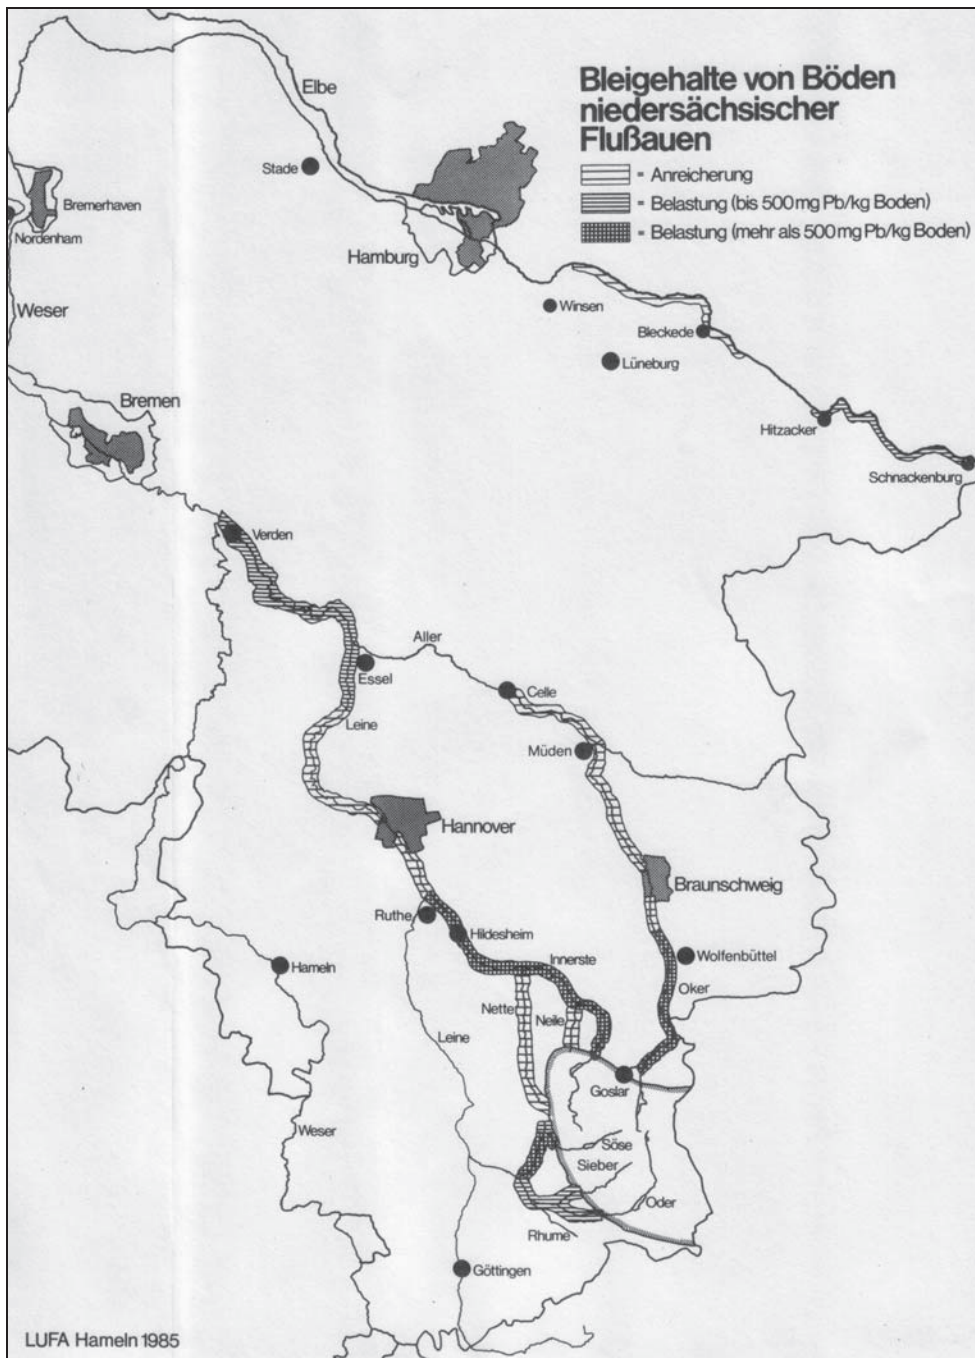 Bleigehalte von Böden
niedersächsischer
Flußauen
= Anreicherung
= Belastung (bis 500 mg Pb/kg Boden)
= Belastung (mehr als 500 mg Pb/kg Boden)
Elbe
Stade
Bremerhaven
Nordenham
Hamburg
Weser
Winsen
Bleckede
Lüneburg
Bremen
Hitzacker
Schnackenburg
Verden
Aller
Essel
Celle
Leine
Müden
Hannover
Braunschweig
Ruthe
Hildesheim
Wolfenbüttel
Innerste
Hameln
Oker
Nette
Neile
Leine
Goslar
Weser
Söse
Sieber
Oder
Rhume
Göttingen
LUFA Hameln 1985